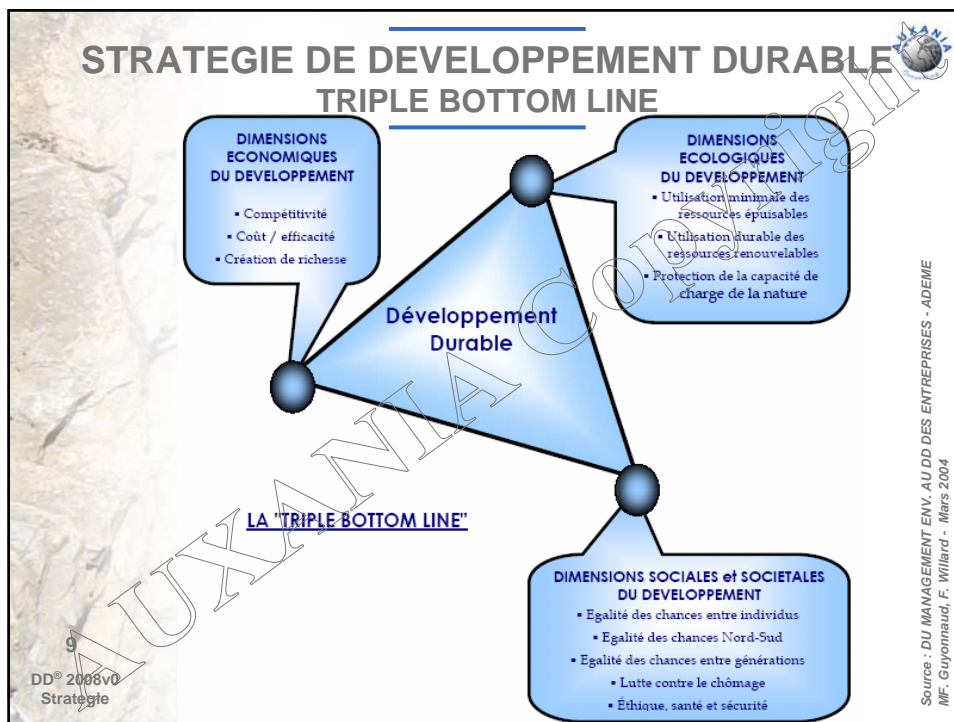 STRATEGIE DE DEVELOPPEMENT DURABLE
TRIPLE BOTTOM LINE
AUXANIA
Consulting
DIMENSIONS
ECONOMIQUES
DU DEVELOPPEMENT
▪ Compétitivité
▪ Coût / efficacité
▪ Création de richesse
DIMENSIONS
ECOLOGIQUES
DU DEVELOPPEMENT
▪ Utilisation minimale des
ressources épuisables
▪ Utilisation durable des
ressources renouvelables
▪ Protection de la capacité de
charge de la nature
Développement
Durable
LA "TRIPLE BOTTOM LINE"
DIMENSIONS SOCIALES et SOCIETALES
DU DEVELOPPEMENT
▪ Egalité des chances entre individus
▪ Egalité des chances Nord-Sud
▪ Egalité des chances entre générations
▪ Lutte contre le chômage
▪ Éthique, santé et sécurité
Source : DU MANAGEMENT ENV. AU DD DES ENTREPRISES - ADEME
MF. Guyonnaud, F. Willard - Mars 2004
9
DD® 2008v0
Strategie
AUXANIA Copyright